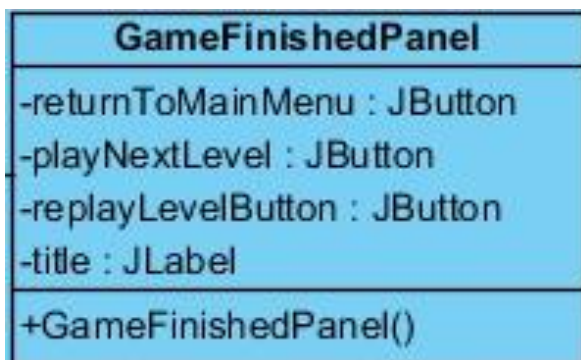 GameFinishedPanel
-returnToMainMenu : JButton
-playNextLevel : JButton
-replayLevelButton : JButton
-title : JLabel
+GameFinishedPanel()